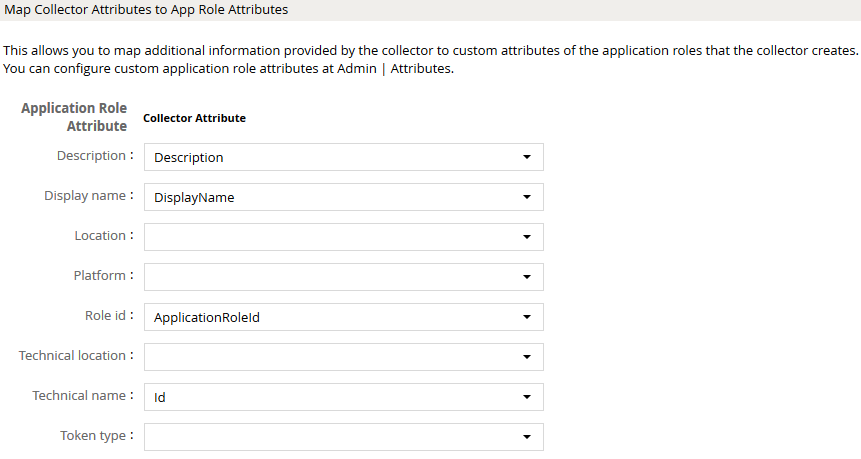 Map Collector Attributes to App Role Attributes
This allows you to map additional information provided by the collector to custom attributes of the application roles that the collector creates.
You can configure custom application role attributes at Admin | Attributes.
Application Role
Attribute
Collector Attribute
Description : Description
Display name : DisplayName
Location :
Platform :
Role id : ApplicationRoleId
Technical location :
Technical name : Id
Token type :